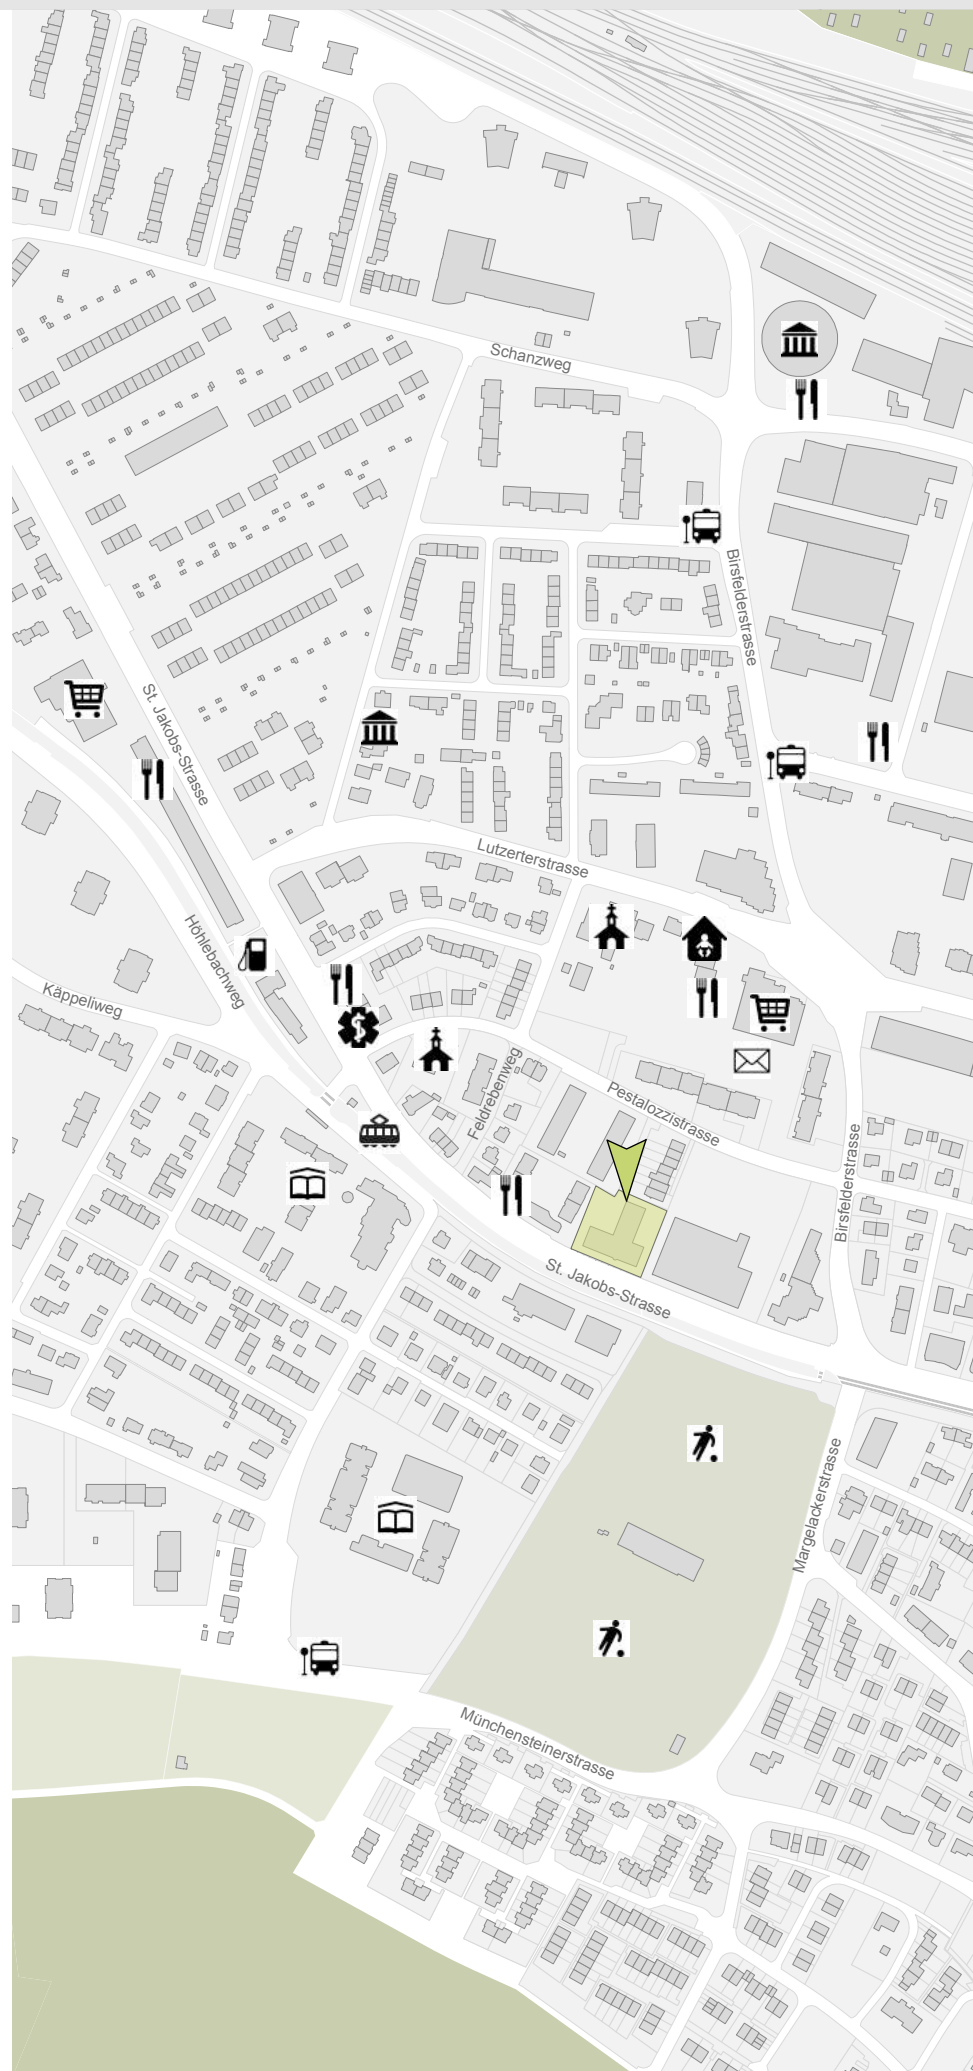 Schanzweg
Birsfelderstrasse
St. Jakobs-Strasse
Lutzerterstrasse
Höhlebachweg
Käppeliweg
Feldrebenweg
Pestalozzistrasse
Birsfelderstrasse
St. Jakobs-Strasse
Margelackerstrasse
Münchensteinerstrasse